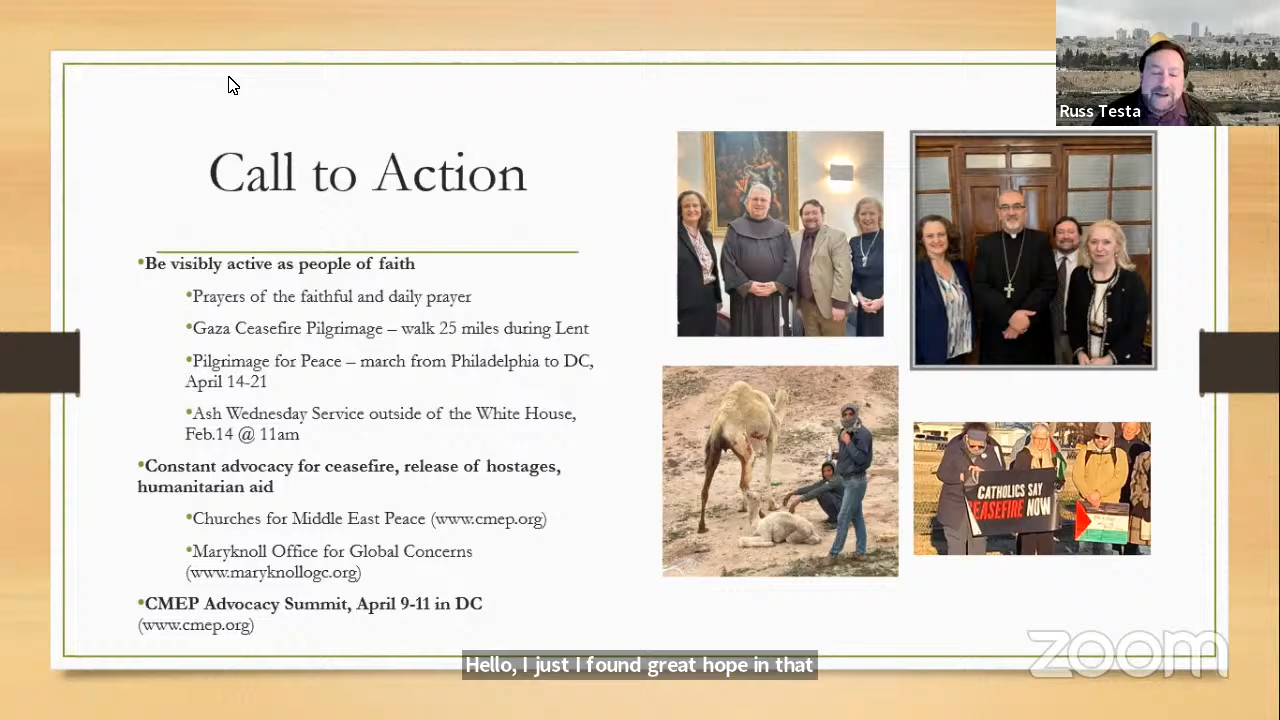 Russ Testa
Call to Action
•Be visibly active as people of faith
•Prayers of the faithful and daily prayer
•Gaza Ceasefire Pilgrimage – walk 25 miles during Lent
•Pilgrimage for Peace – march from Philadelphia to DC,
April 14-21
•Ash Wednesday Service outside of the White House,
Feb.14 @ 11am
•Constant advocacy for ceasefire, release of hostages,
humanitarian aid
•Churches for Middle East Peace (www.cmep.org)
•Maryknoll Office for Global Concerns
(www.maryknollogc.org)
•CMEP Advocacy Summit, April 9-11 in DC
(www.cmep.org)
CATHOLICS SAY
CEASEFIRE NOW
zoom
Hello, I just I found great hope in that